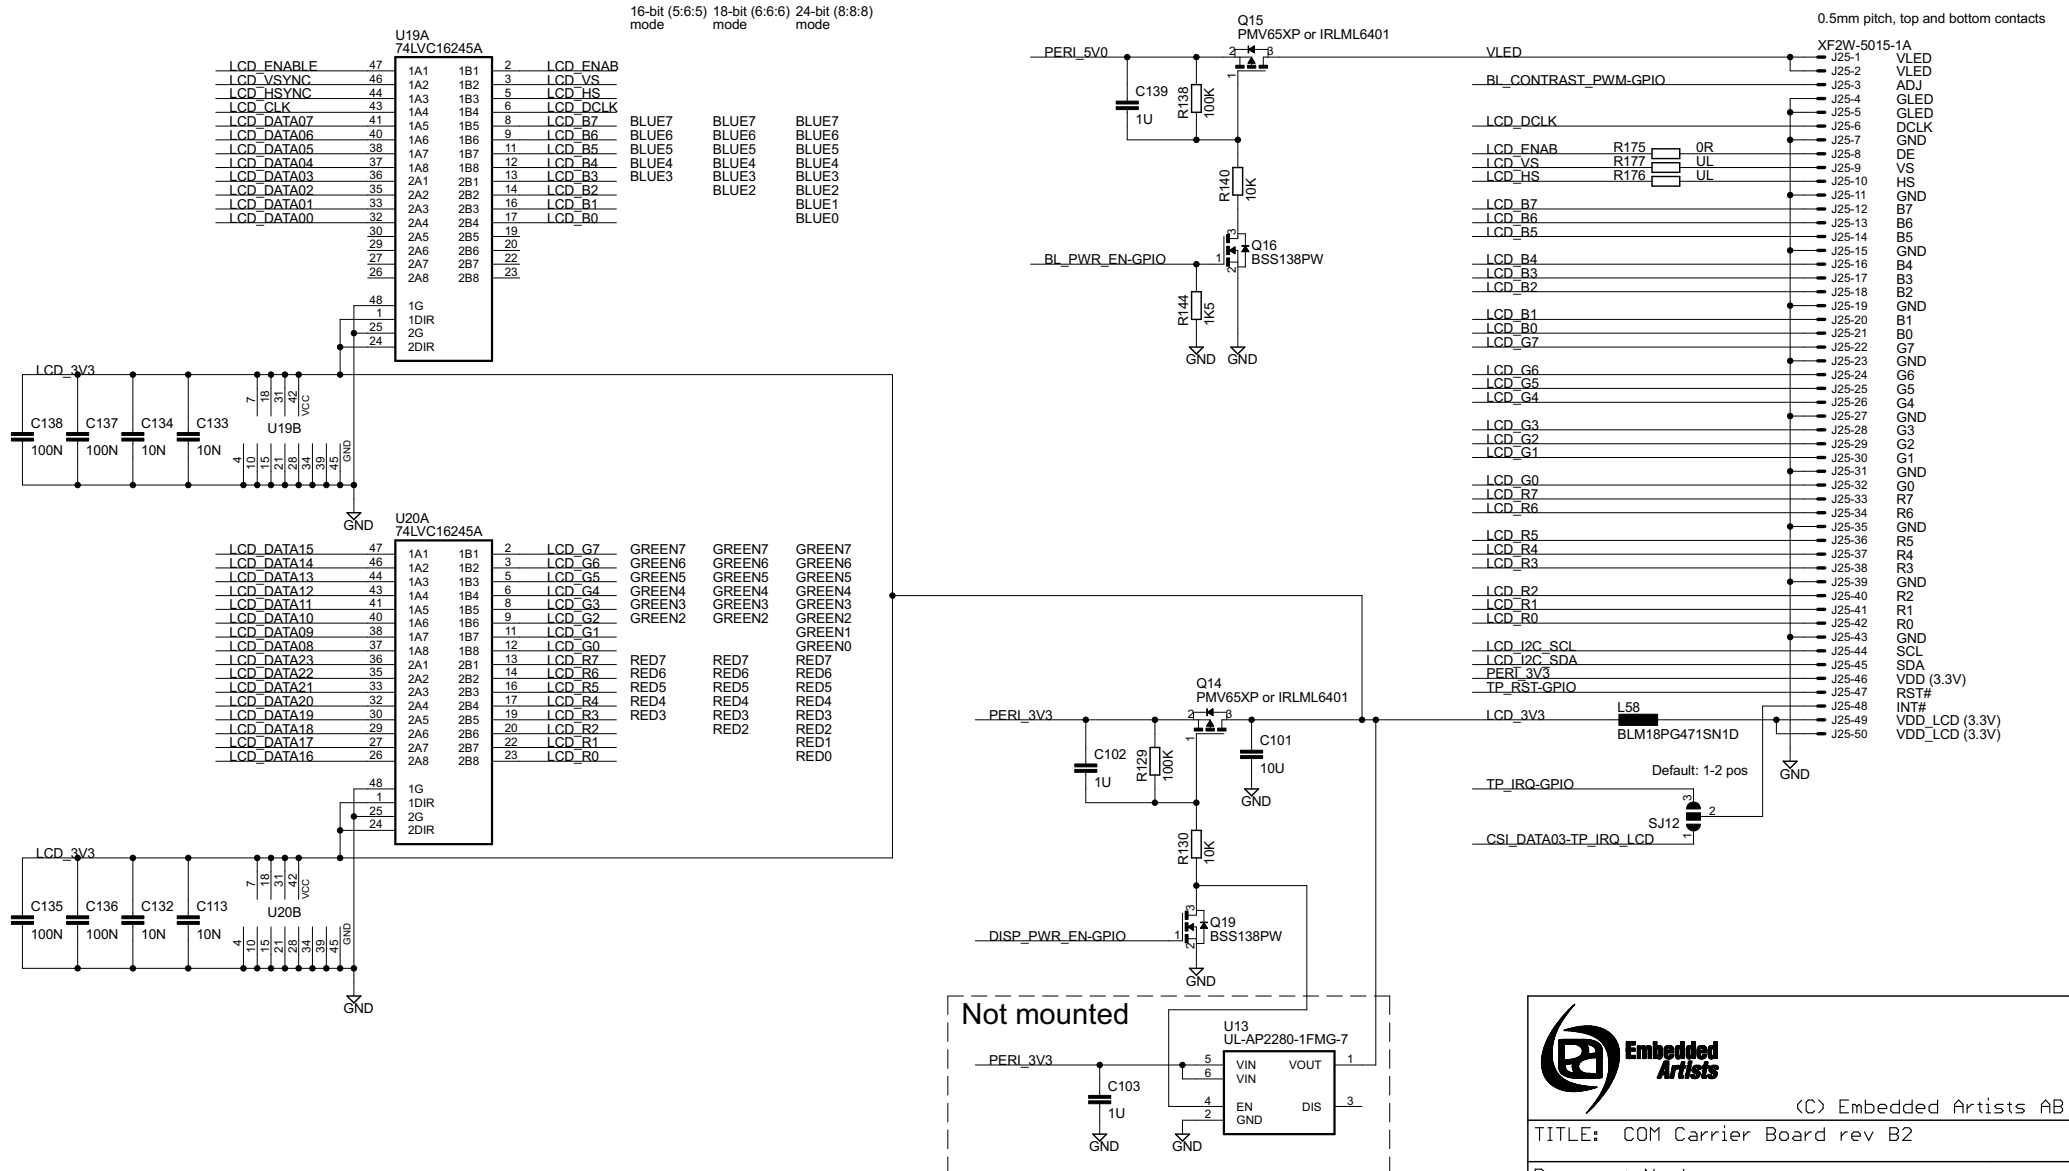 16-bit (5:6:5) mode
18-bit (6:6:6) mode
24-bit (8:8:8) mode
U19A
74LVC16245A
LCD_ENABLE 47 1A1 1B1 2 LCD_ENAB
LCD_VSYNC 46 1A2 1B2 3 LCD_VS
LCD_HSYNC 44 1A3 1B3 5 LCD_HS
LCD_CLK 43 1A4 1B4 6 LCD_DCLK
LCD_DATA07 41 1A5 1B5 8 LCD_B7 BLUE7 BLUE7 BLUE7
LCD_DATA06 40 1A6 1B6 9 LCD_B6 BLUE6 BLUE6 BLUE6
LCD_DATA05 38 1A7 1B7 11 LCD_B5 BLUE5 BLUE5 BLUE5
LCD_DATA04 37 1A8 1B8 12 LCD_B4 BLUE4 BLUE4 BLUE4
LCD_DATA03 36 2A1 2B1 13 LCD_B3 BLUE3 BLUE3 BLUE3
LCD_DATA02 35 2A2 2B2 14 LCD_B2 BLUE2 BLUE2
LCD_DATA01 33 2A3 2B3 16 LCD_B1 BLUE1
LCD_DATA00 32 2A4 2B4 17 LCD_B0 BLUE0
30 2A5 2B5 19
29 2A6 2B6 20
27 2A7 2B7 22
26 2A8 2B8 23
48 1G
1 1DIR
25 2G
24 2DIR
LCD_3V3
7 18 31 42 VCC
U19B
C138 100N
C137 100N
C134 10N
C133 10N
4 10 15 21 28 34 39 45 GND
GND
U20A
74LVC16245A
LCD_DATA15 47 1A1 1B1 2 LCD_G7 GREEN7 GREEN7 GREEN7
LCD_DATA14 46 1A2 1B2 3 LCD_G6 GREEN6 GREEN6 GREEN6
LCD_DATA13 44 1A3 1B3 5 LCD_G5 GREEN5 GREEN5 GREEN5
LCD_DATA12 43 1A4 1B4 6 LCD_G4 GREEN4 GREEN4 GREEN4
LCD_DATA11 41 1A5 1B5 8 LCD_G3 GREEN3 GREEN3 GREEN3
LCD_DATA10 40 1A6 1B6 9 LCD_G2 GREEN2 GREEN2 GREEN2
LCD_DATA09 38 1A7 1B7 11 LCD_G1 GREEN1
LCD_DATA08 37 1A8 1B8 12 LCD_G0 GREEN0
LCD_DATA23 36 2A1 2B1 13 LCD_R7 RED7 RED7 RED7
LCD_DATA22 35 2A2 2B2 14 LCD_R6 RED6 RED6 RED6
LCD_DATA21 33 2A3 2B3 16 LCD_R5 RED5 RED5 RED5
LCD_DATA20 32 2A4 2B4 17 LCD_R4 RED4 RED4 RED4
LCD_DATA19 30 2A5 2B5 19 LCD_R3 RED3 RED3 RED3
LCD_DATA18 29 2A6 2B6 20 LCD_R2 RED2 RED2
LCD_DATA17 27 2A7 2B7 22 LCD_R1 RED1
LCD_DATA16 26 2A8 2B8 23 LCD_R0 RED0
48 1G
1 1DIR
25 2G
24 2DIR
LCD_3V3
7 18 31 42 VCC
U20B
C135 100N
C136 100N
C132 10N
C113 10N
4 10 15 21 28 34 39 45 GND
GND
Q15
PMV65XP or IRLML6401
PERI_5V0
2 3 1
C139 1U
R138 100K
R140 10K
BL_PWR_EN-GPIO
1 3 2
Q16
BSS138PW
R144 1K5
GND GND
Q14
PMV65XP or IRLML6401
PERI_3V3
2 3 1
C102 1U
R129 100K
C101 10U
GND
R130 10K
DISP_PWR_EN-GPIO
1 3 2
Q19
BSS138PW
GND
Not mounted
U13
UL-AP2280-1FMG-7
PERI_3V3
5 VIN VOUT 1
6 VIN
4 EN DIS 3
2 GND
C103 1U
GND GND
0.5mm pitch, top and bottom contacts
XF2W-5015-1A
VLED J25-1 VLED
J25-2 VLED
BL_CONTRAST_PWM-GPIO J25-3 ADJ
J25-4 GLED
J25-5 GLED
LCD_DCLK J25-6 DCLK
J25-7 GND
LCD_ENAB R175 0R J25-8 DE
LCD_VS R177 UL J25-9 VS
LCD_HS R176 UL J25-10 HS
J25-11 GND
LCD_B7 J25-12 B7
LCD_B6 J25-13 B6
LCD_B5 J25-14 B5
J25-15 GND
LCD_B4 J25-16 B4
LCD_B3 J25-17 B3
LCD_B2 J25-18 B2
J25-19 GND
LCD_B1 J25-20 B1
LCD_B0 J25-21 B0
LCD_G7 J25-22 G7
J25-23 GND
LCD_G6 J25-24 G6
LCD_G5 J25-25 G5
LCD_G4 J25-26 G4
J25-27 GND
LCD_G3 J25-28 G3
LCD_G2 J25-29 G2
LCD_G1 J25-30 G1
J25-31 GND
LCD_G0 J25-32 G0
LCD_R7 J25-33 R7
LCD_R6 J25-34 R6
J25-35 GND
LCD_R5 J25-36 R5
LCD_R4 J25-37 R4
LCD_R3 J25-38 R3
J25-39 GND
LCD_R2 J25-40 R2
LCD_R1 J25-41 R1
LCD_R0 J25-42 R0
J25-43 GND
LCD_I2C_SCL J25-44 SCL
LCD_I2C_SDA J25-45 SDA
PERI_3V3 J25-46 VDD (3.3V)
TP_RST-GPIO J25-47 RST#
J25-48 INT#
LCD_3V3 L58 J25-49 VDD_LCD (3.3V)
BLM18PG471SN1D J25-50 VDD_LCD (3.3V)
Default: 1-2 pos
GND
TP_IRQ-GPIO
3 2 1
SJ12
CSI_DATA03-TP_IRQ_LCD
Embedded
Artists
(C) Embedded Artists AB
TITLE: COM Carrier Board rev B2